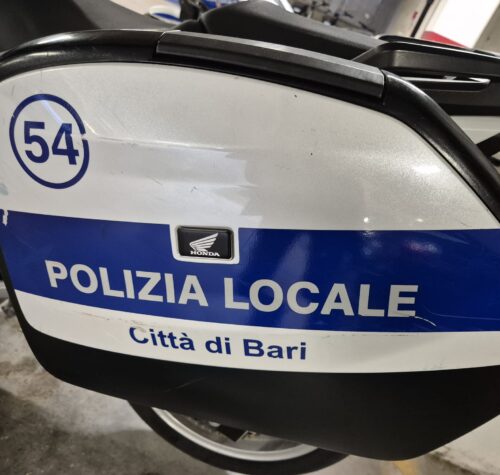 54
HONDA
POLIZIA LOCALE
Città di Bari